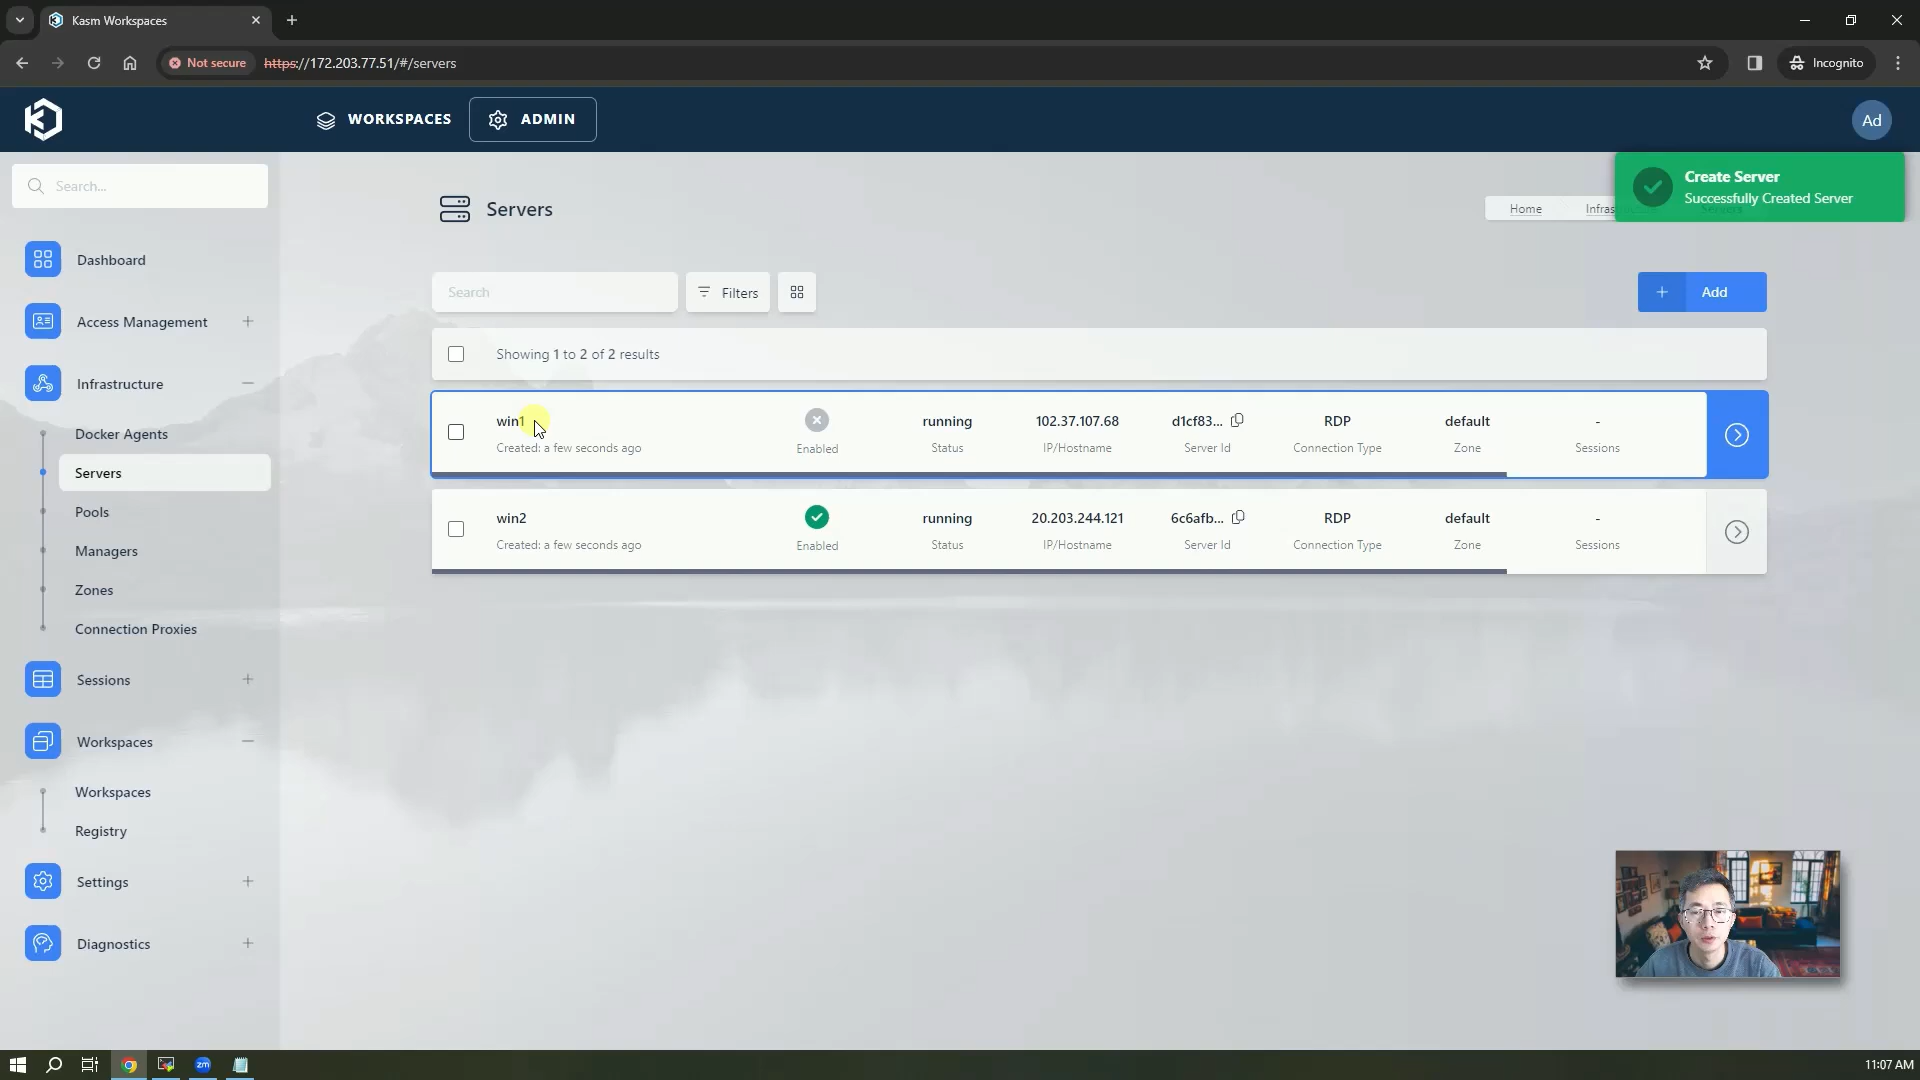 Kasm Workspaces
Not secure
https://172.203.77.51/#/servers
Incognito
WORKSPACES
ADMIN
Ad
Search...
Servers
Home
Create Server
Successfully Created Server
Dashboard
Access Management
Infrastructure
Docker Agents
Servers
Pools
Managers
Zones
Connection Proxies
Sessions
Workspaces
Workspaces
Registry
Settings
Diagnostics
Search
Filters
Add
Showing 1 to 2 of 2 results
win1
Created: a few seconds ago
Enabled
running
Status
102.37.107.68
IP/Hostname
d1cf83...
Server Id
RDP
Connection Type
default
Zone
-
Sessions
win2
Created: a few seconds ago
Enabled
running
Status
20.203.244.121
IP/Hostname
6c6afb...
Server Id
RDP
Connection Type
default
Zone
-
Sessions
zm
11:07 AM